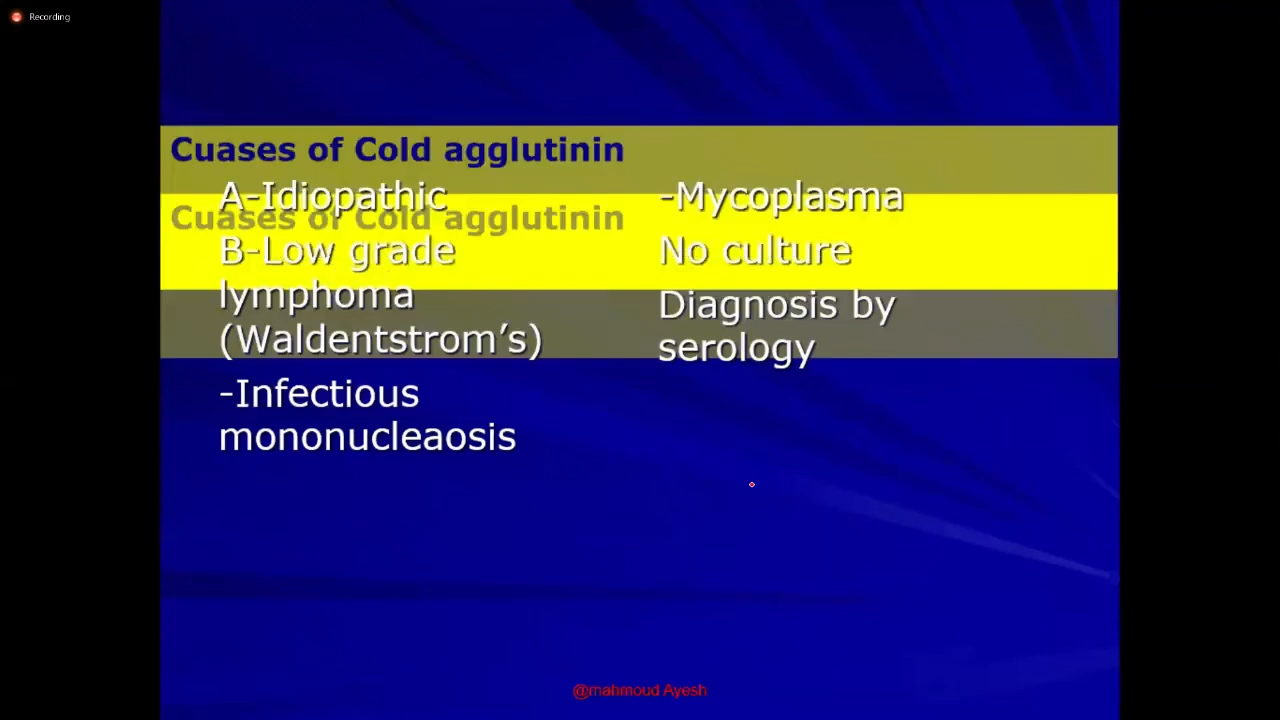 Recording
Cuases of Cold agglutinin
Cuases of Cold agglutinin
A-Idiopathic
B-Low grade
lymphoma
(Waldentstrom’s)
-Infectious
mononucleaosis
-Mycoplasma
No culture
Diagnosis by
serology
@mahmoud Ayesh